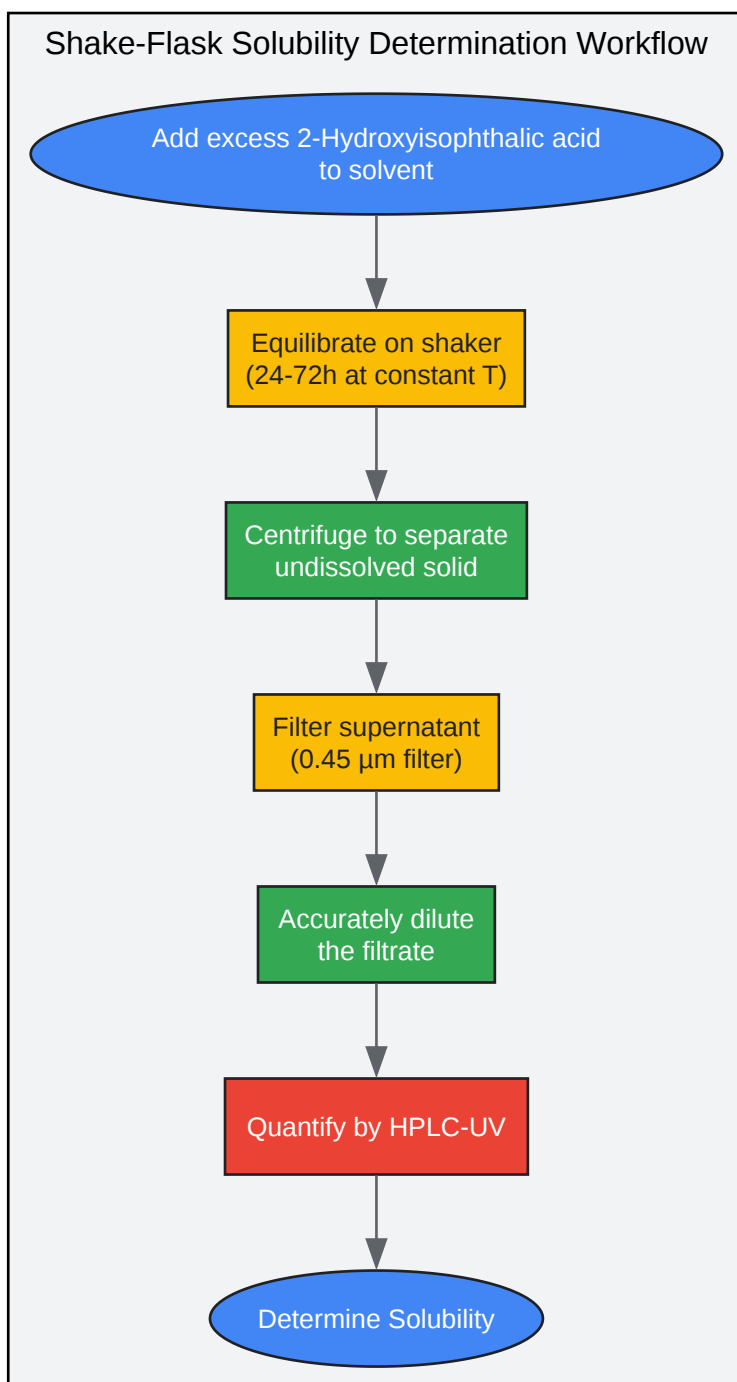 Shake-Flask Solubility Determination Workflow
Add excess 2-Hydroxyisophthalic acid
to solvent
Equilibrate on shaker
(24-72h at constant T)
Centrifuge to separate
undissolved solid
Filter supernatant
(0.45 µm filter)
Accurately dilute
the filtrate
Quantify by HPLC-UV
Determine Solubility